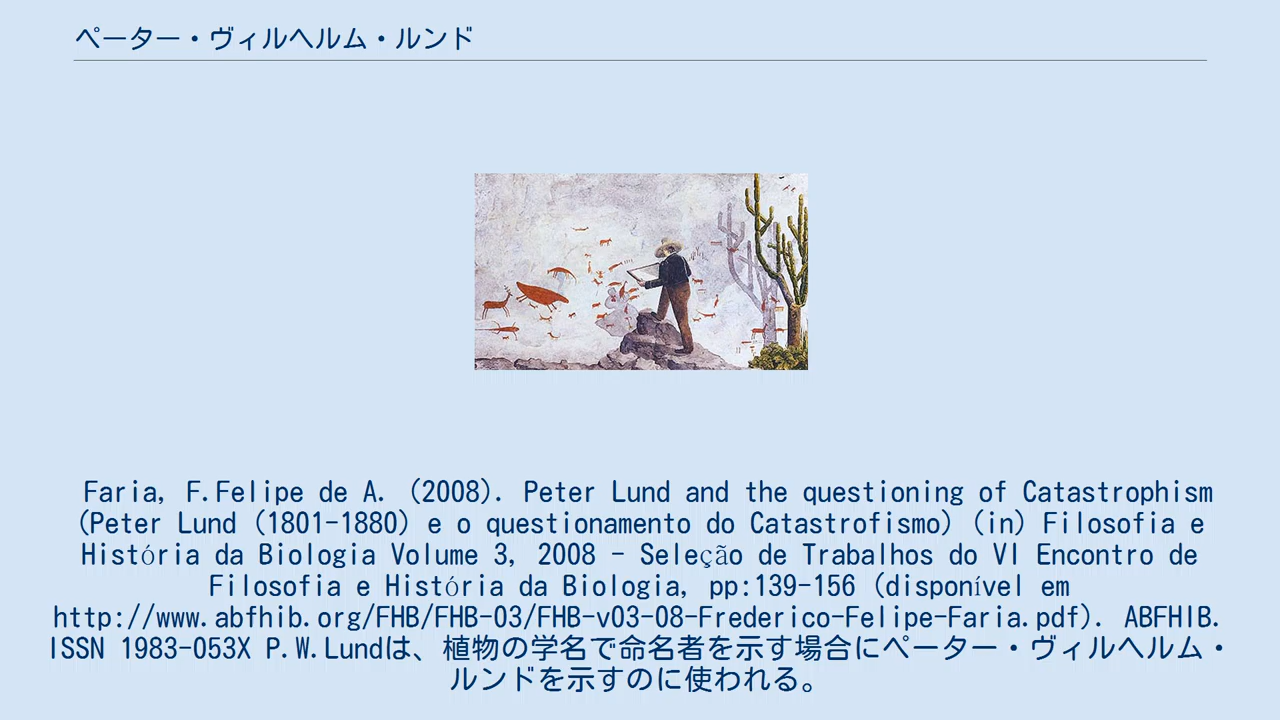 ペーター・ヴィルヘルム・ルンド
Faria, F.Felipe de A. (2008). Peter Lund and the questioning of Catastrophism
(Peter Lund (1801-1880) e o questionamento do Catastrofismo) (in) Filosofia e
História da Biologia Volume 3, 2008 - Seleção de Trabalhos do VI Encontro de
Filosofia e História da Biologia, pp:139-156 (disponível em
http://www.abfhib.org/FHB/FHB-03/FHB-v03-08-Frederico-Felipe-Faria.pdf). ABFHIB.
ISSN 1983-053X P.W.Lundは、植物の学名で命名者を示す場合にペーター・ヴィルヘルム・
ルンドを示すのに使われる。